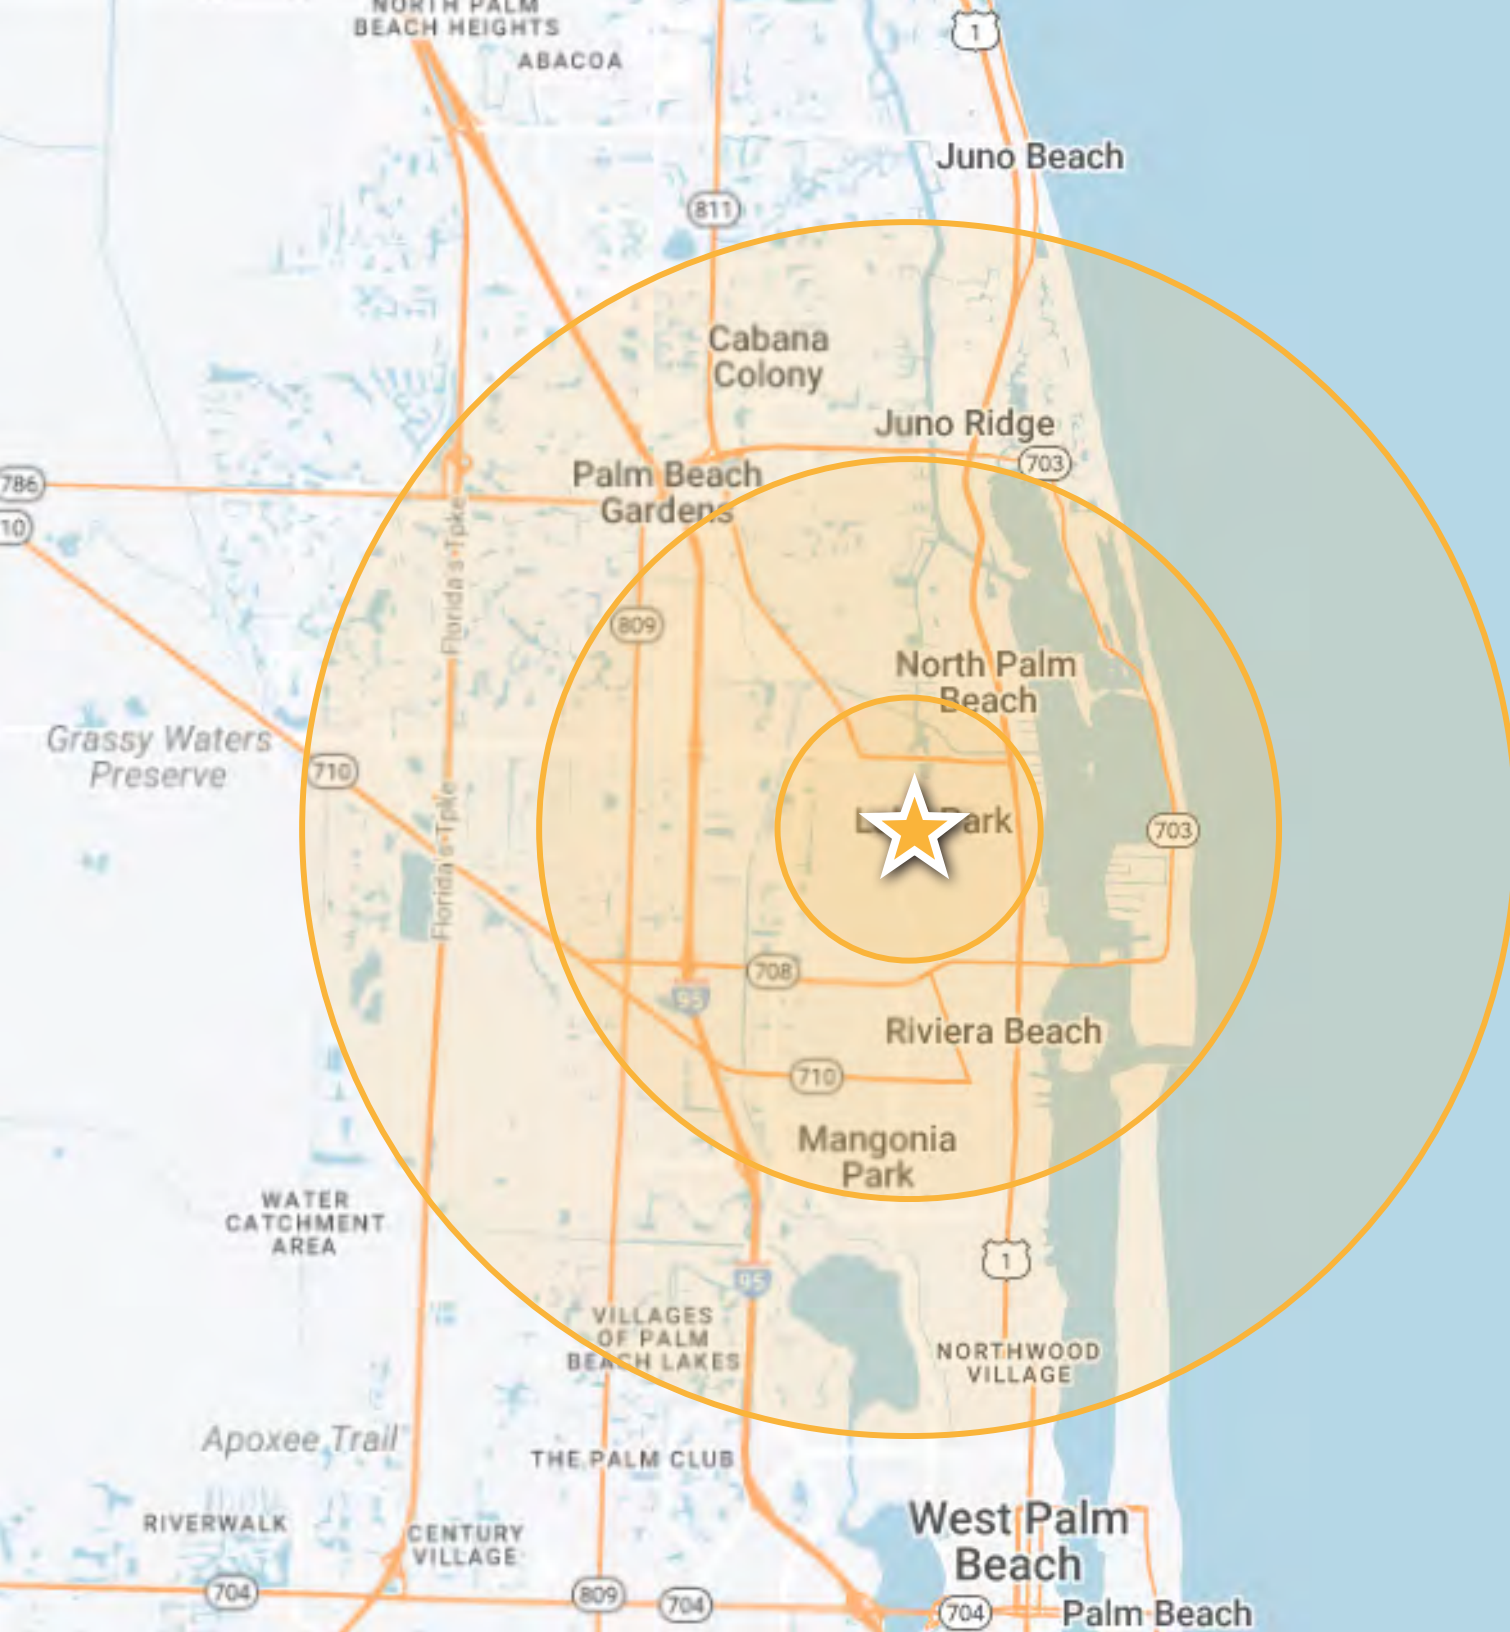 NORTH PALM
BEACH HEIGHTS
ABACOA
1
Juno Beach
811
Cabana
Colony
Juno Ridge
703
Palm Beach
Gardens
786
10
Florida's Tpke
809
North Palm
Beach
Grassy Waters
Preserve
710
Park
703
Florida's Tpke
708
95
Riviera Beach
710
Mangonia
Park
WATER
CATCHMENT
AREA
1
95
VILLAGES
OF PALM
BEACH LAKES
NORTHWOOD
VILLAGE
Apoxee Trail
THE PALM CLUB
RIVERWALK
CENTURY
VILLAGE
West Palm
Beach
704
809
704
704
Palm Beach